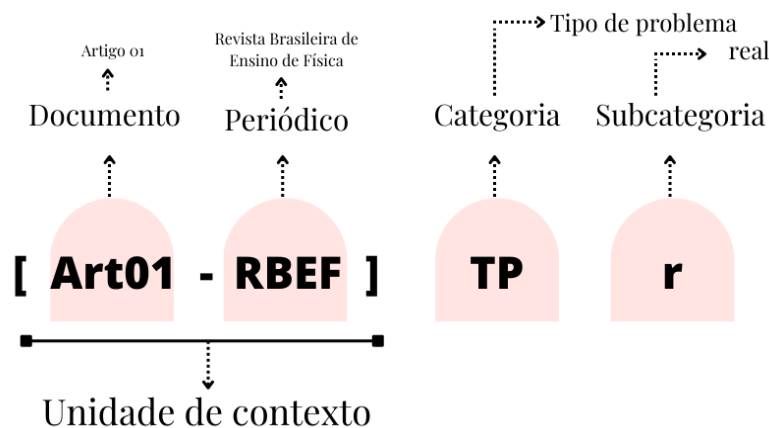 Tipo de problema
Artigo 01
Revista Brasileira de
Ensino de Física
real
Documento
Periódico
Categoria
Subcategoria
[ Art01 - RBEF ] TP r
Unidade de contexto